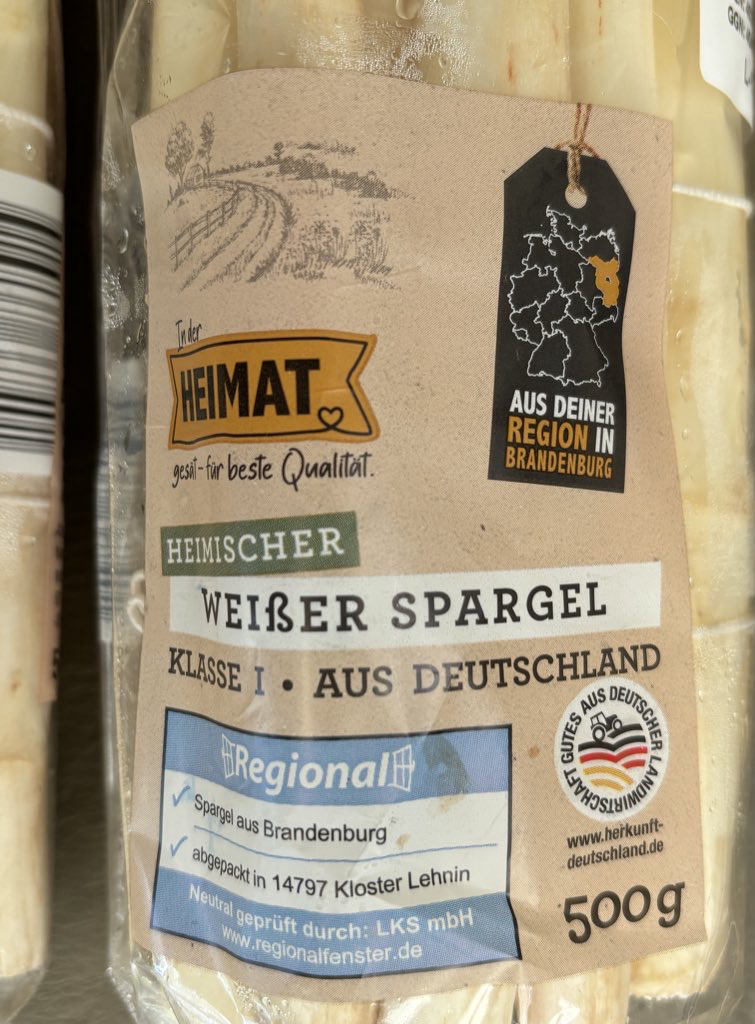 GGN
In der
HEIMAT
gesät - für beste Qualität.
AUS DEINER
REGION IN
BRANDENBURG
HEIMISCHER
WEIßER SPARGEL
KLASSE I • AUS DEUTSCHLAND
Regional
Spargel aus Brandenburg
abgepackt in 14797 Kloster Lehnin
Neutral geprüft durch: LKS mbH
www.regionalfenster.de
GUTES AUS DEUTSCHER LANDWIRTSCHAFT
www.herkunft-
deutschland.de
500g